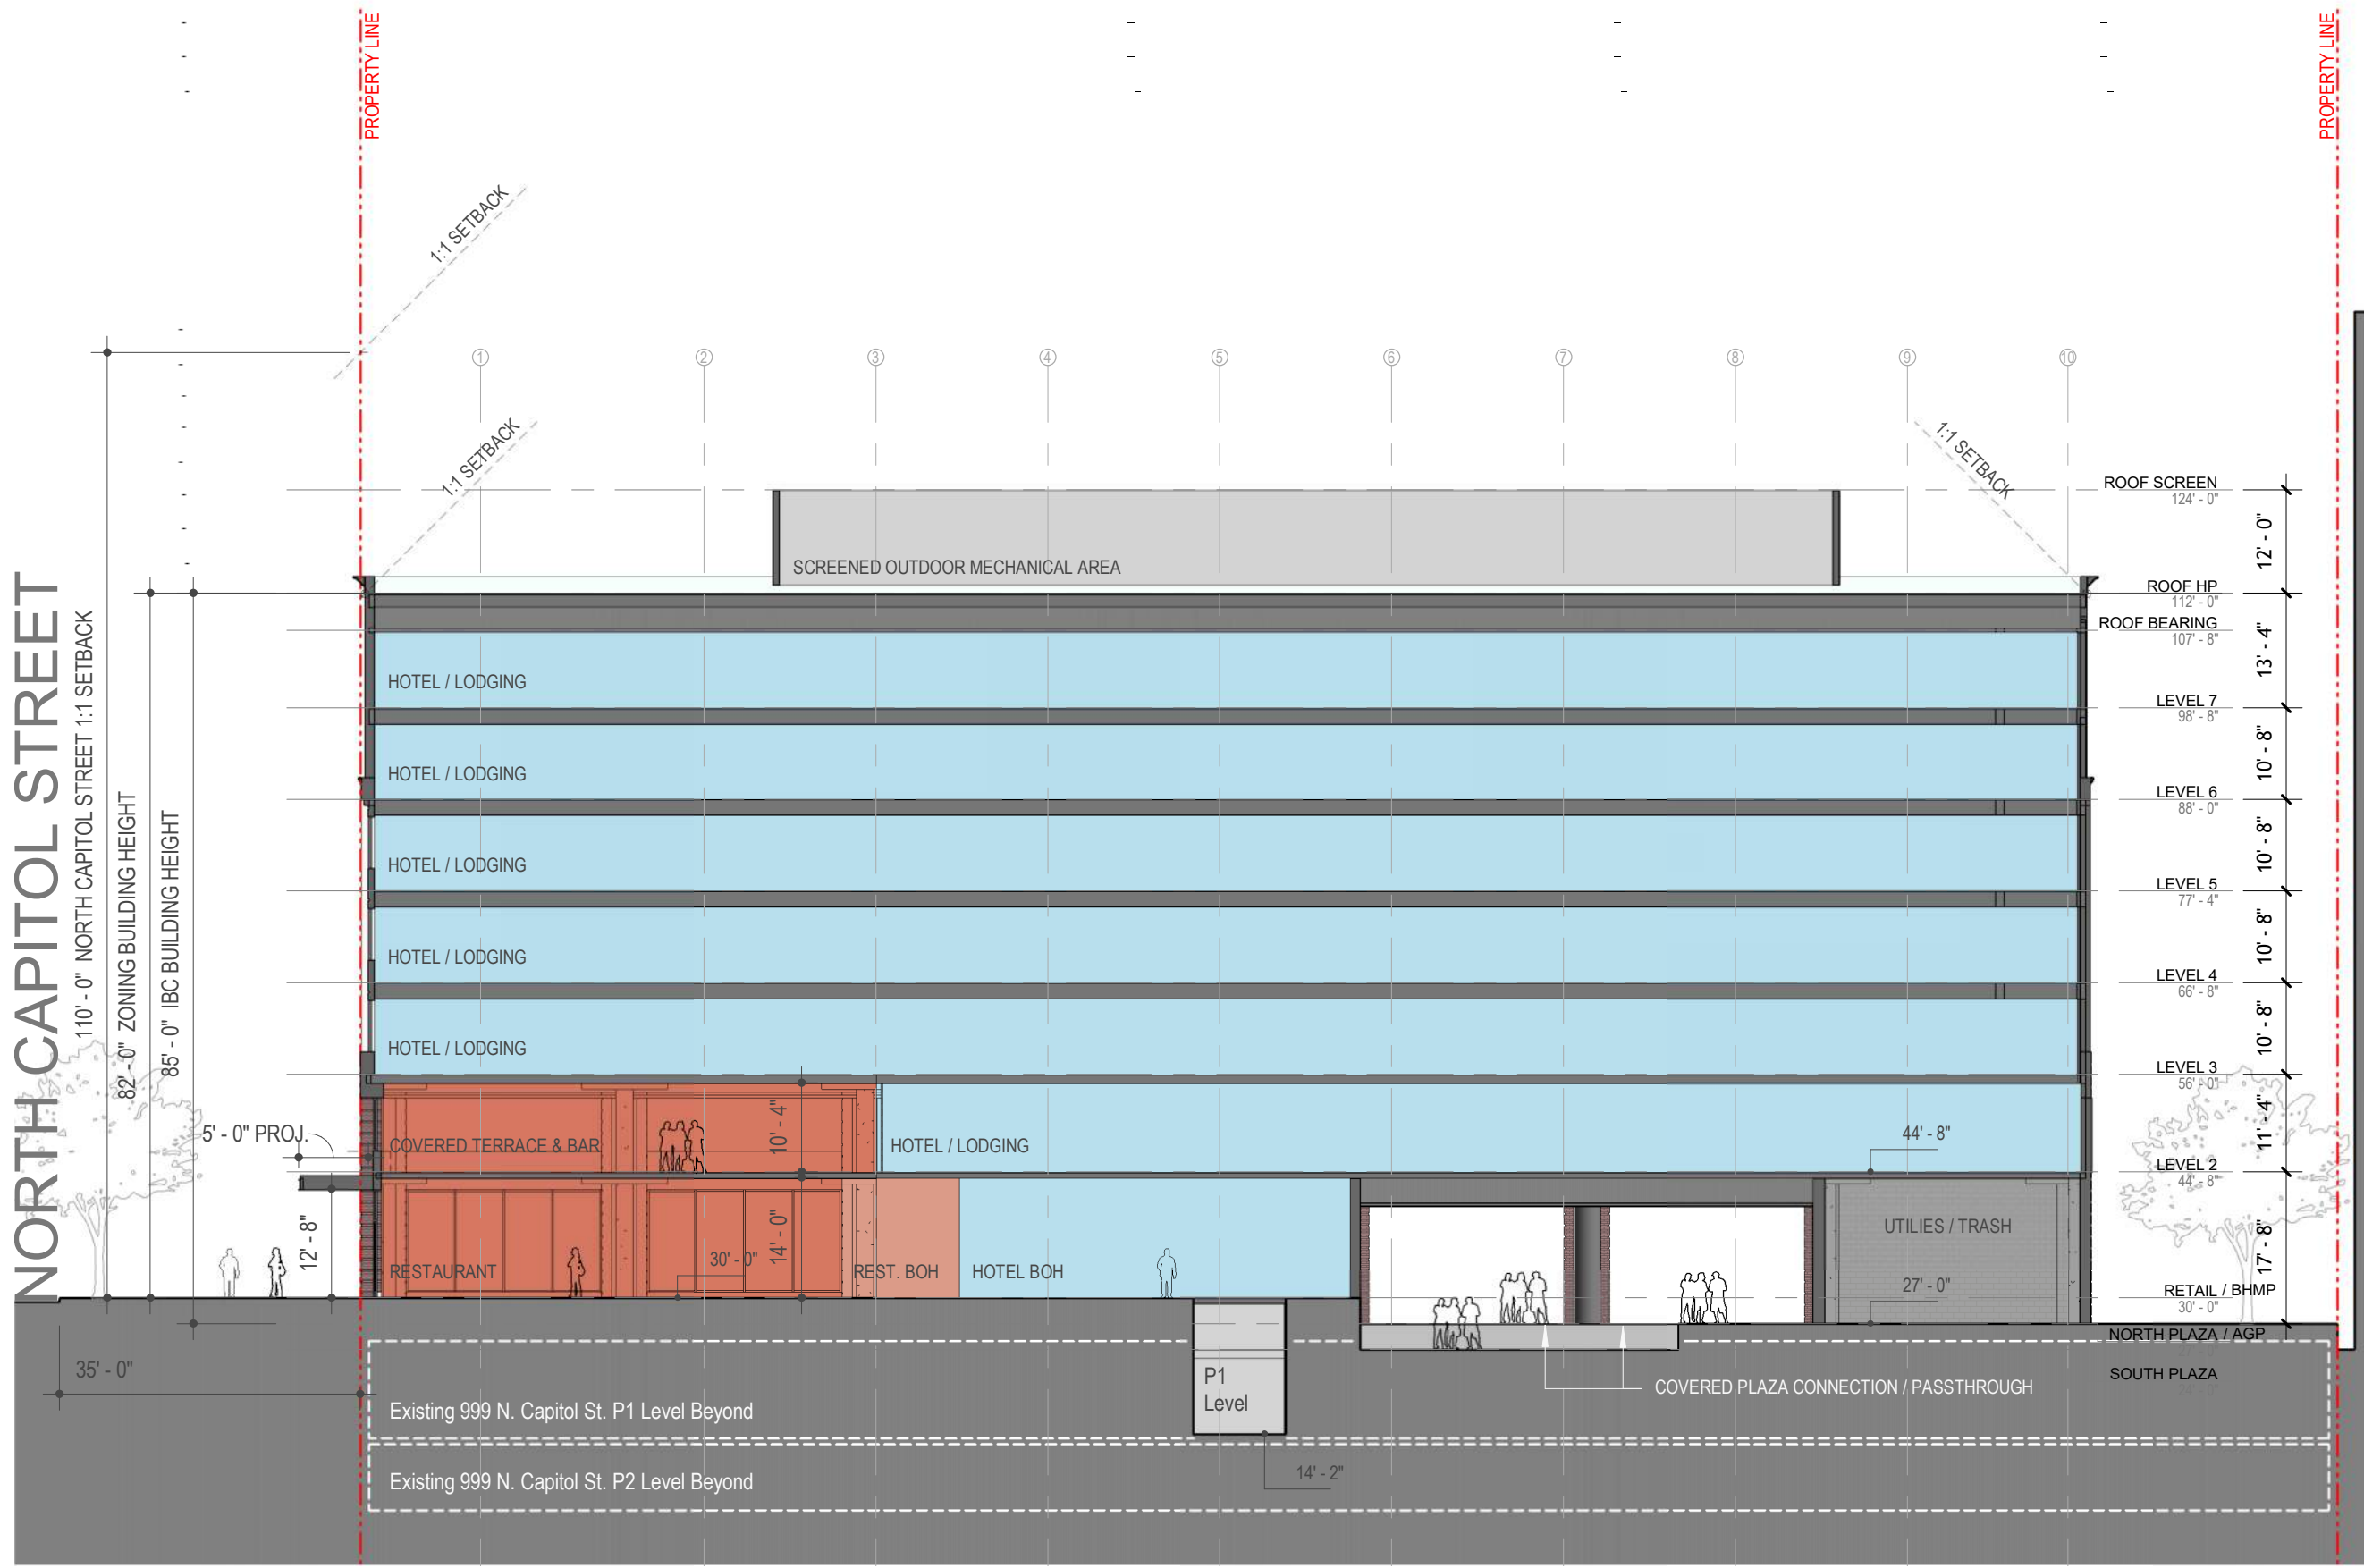 PROPERTY LINE
PROPERTY LINE
1:1 SETBACK
1 2 3 4 5 6 7 8 9 10
1:1 SETBACK
1:1 SETBACK
ROOF SCREEN
124' - 0"
12' - 0"
SCREENED OUTDOOR MECHANICAL AREA
ROOF HP
112' - 0"
ROOF BEARING
107' - 8"
13' - 4"
HOTEL / LODGING
LEVEL 7
98' - 8"
10' - 8"
HOTEL / LODGING
LEVEL 6
88' - 0"
10' - 8"
HOTEL / LODGING
LEVEL 5
77' - 4"
10' - 8"
HOTEL / LODGING
LEVEL 4
66' - 8"
10' - 8"
HOTEL / LODGING
LEVEL 3
56' - 0"
11' - 4"
NORTH CAPITOL STREET
110' - 0" NORTH CAPITOL STREET 1:1 SETBACK
82' - 0" ZONING BUILDING HEIGHT
85' - 0" IBC BUILDING HEIGHT
5' - 0" PROJ.
COVERED TERRACE & BAR
10' - 4"
HOTEL / LODGING
44' - 8"
LEVEL 2
44' - 8"
12' - 8"
RESTAURANT
30' - 0"
14' - 0"
REST. BOH
HOTEL BOH
UTILIES / TRASH
27' - 0"
17' - 8"
RETAIL / BHMP
30' - 0"
NORTH PLAZA / AGP
SOUTH PLAZA
35' - 0"
P1
Level
COVERED PLAZA CONNECTION / PASSTHROUGH
Existing 999 N. Capitol St. P1 Level Beyond
14' - 2"
Existing 999 N. Capitol St. P2 Level Beyond